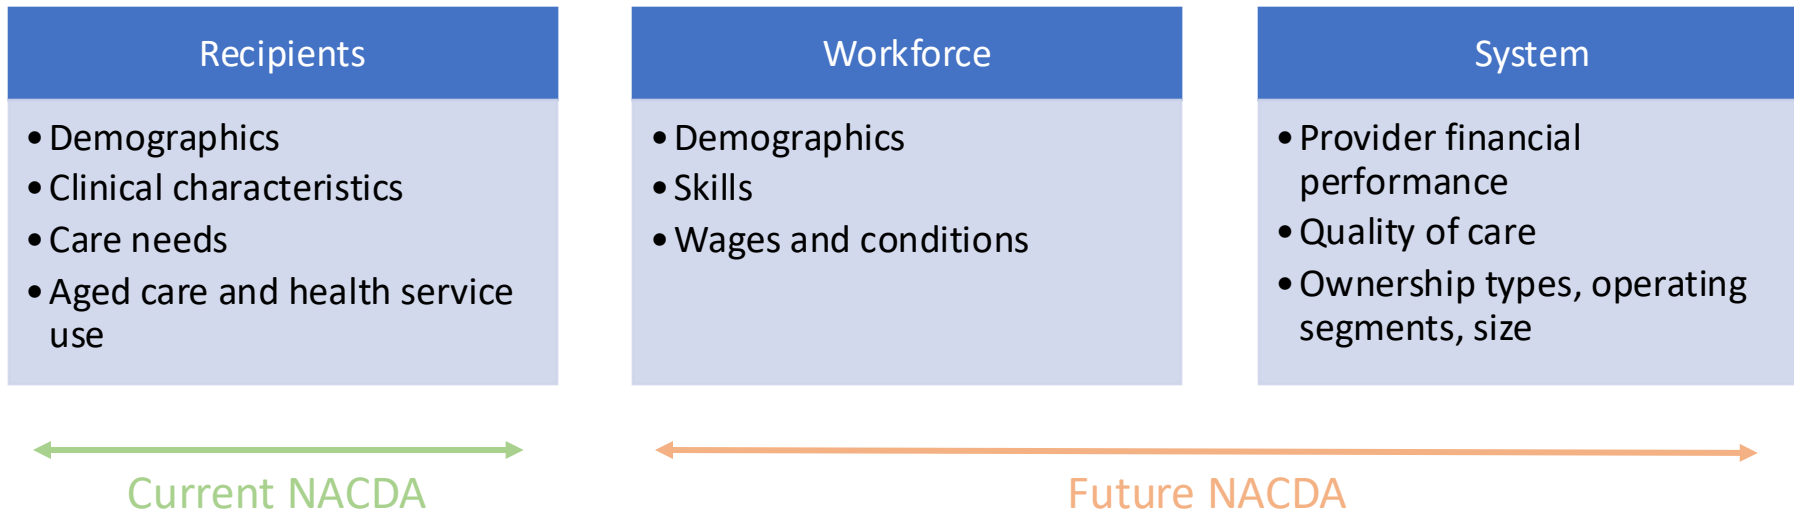 Recipients
• Demographics
• Clinical characteristics
• Care needs
• Aged care and health service
use
Workforce
• Demographics
• Skills
• Wages and conditions
System
• Provider financial
performance
• Quality of care
• Ownership types, operating
segments, size
Current NACDA
Future NACDA